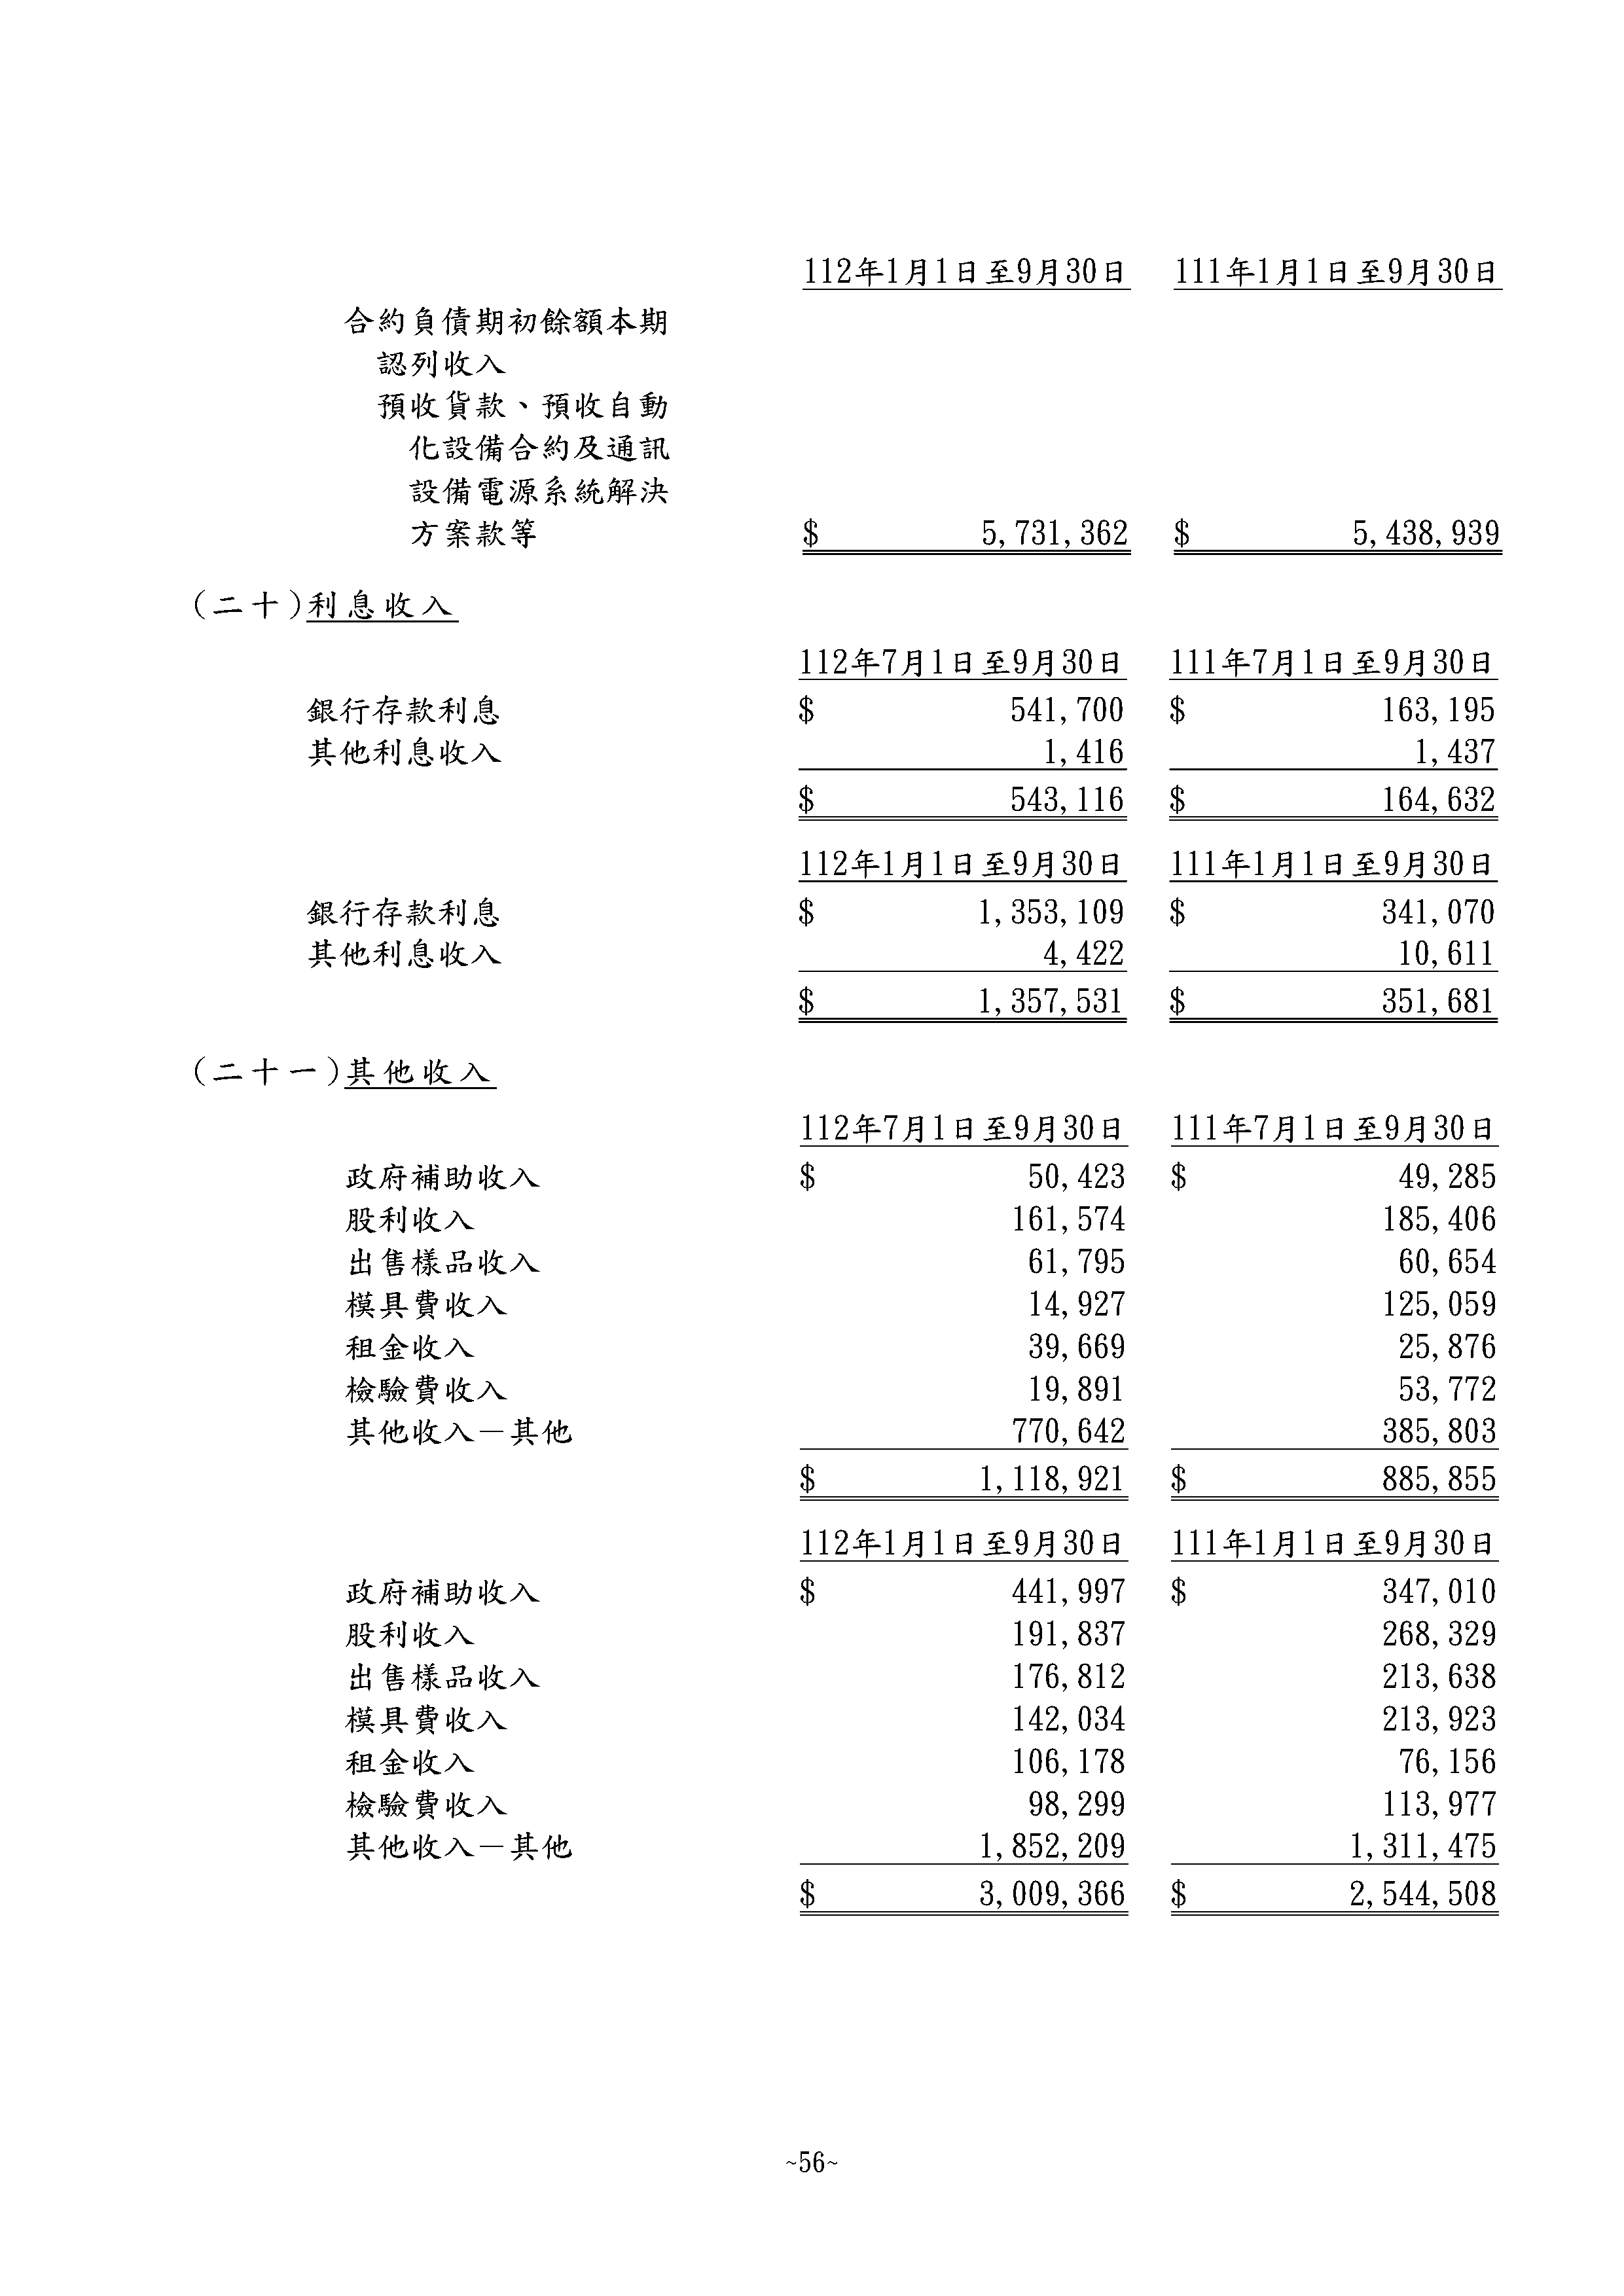 112年1月1日至9月30日 111年1月1日至9月30日
合約負債期初餘額本期
認列收入
預收貨款、預收自動
化設備合約及通訊
設備電源系統解決
方案款等 $ 5,731,362 $ 5,438,939
(二十)利息收入
112年7月1日至9月30日 111年7月1日至9月30日
銀行存款利息 $ 541,700 $ 163,195
其他利息收入 1,416 1,437
$ 543,116 $ 164,632
112年1月1日至9月30日 111年1月1日至9月30日
銀行存款利息 $ 1,353,109 $ 341,070
其他利息收入 4,422 10,611
$ 1,357,531 $ 351,681
(二十一)其他收入
112年7月1日至9月30日 111年7月1日至9月30日
政府補助收入 $ 50,423 $ 49,285
股利收入 161,574 185,406
出售樣品收入 61,795 60,654
模具費收入 14,927 125,059
租金收入 39,669 25,876
檢驗費收入 19,891 53,772
其他收入－其他 770,642 385,803
$ 1,118,921 $ 885,855
112年1月1日至9月30日 111年1月1日至9月30日
政府補助收入 $ 441,997 $ 347,010
股利收入 191,837 268,329
出售樣品收入 176,812 213,638
模具費收入 142,034 213,923
租金收入 106,178 76,156
檢驗費收入 98,299 113,977
其他收入－其他 1,852,209 1,311,475
$ 3,009,366 $ 2,544,508
~56~